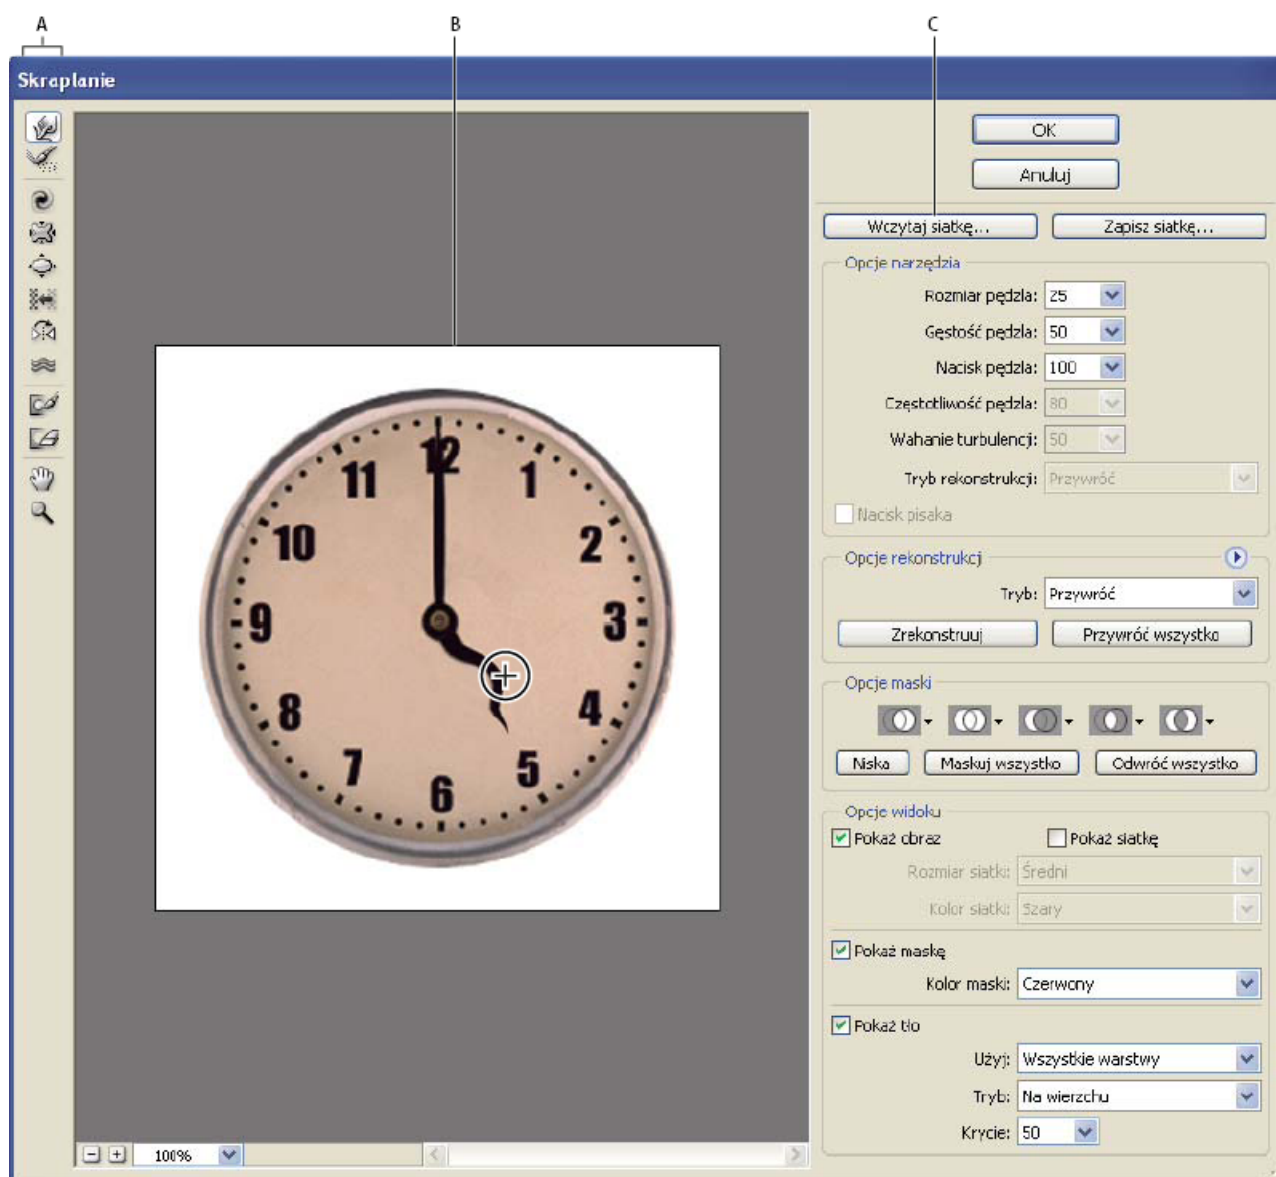 A B C
Skraplanie
OK
Anuluj
Wczytaj siatkę... Zapisz siatkę...
Opcje narzędzia
Rozmiar pędzla: 25
Gęstość pędzla: 50
Nacisk pędzla: 100
Częstotliwość pędzla: 80
Wahanie turbulencji: 50
Tryb rekonstrukcji: Przywróć
Nacisk pisaka
Opcje rekonstrukcji
Tryb: Przywróć
Zrekonstruuj Przywróć wszystko
Opcje maski
Niska Maskuj wszystko Odwróć wszystko
Opcje widoku
Pokaż obraz Pokaż siatkę
Rozmiar siatki: Średni
Kolor siatki: Szary
Pokaż maskę
Kolor maski: Czerwony
Pokaż tło
Użyj: Wszystkie warstwy
Tryb: Na wierzchu
Krycie: 50
12
11 1
10 2
9 3
8 4
7 5
6
100%